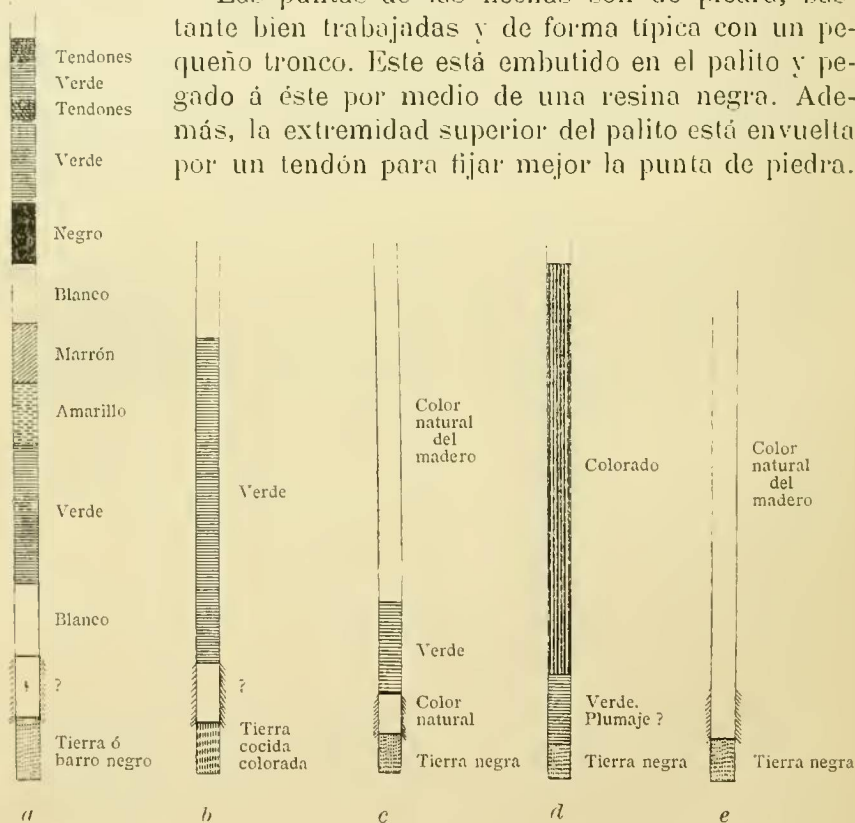 tante bien trabajadas y de forma típica con un pe-
queño tronco. Este está embutido en el palito y pe-
gado á éste por medio de una resina negra. Ade-
más, la extremidad superior del palito está envuelta
por un tendón para fijar mejor la punta de piedra.
Tendones
Verde
Tendones
Verde
Negro
Blanco
Marrón
Amarillo
Verde
Blanco
?
Tierra ó
barro negro
a
Verde
?
Tierra
cocida
colorada
b
Color
natural
del
madero
Verde
Color
natural
Tierra negra
c
Colorado
Verde.
Plumaje ?
Tierra negra
d
Color
natural
del
madero
Tierra negra
e